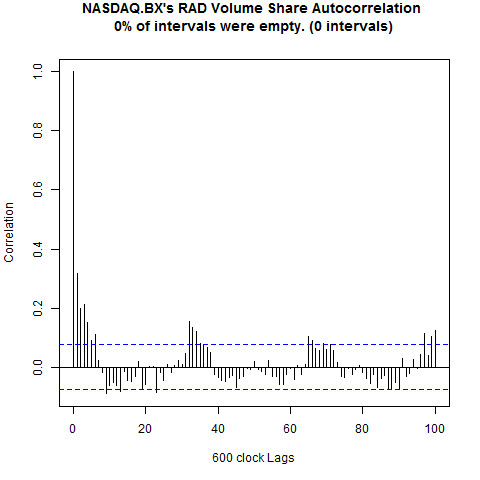 NASDAQ.BX's RAD Volume Share Autocorrelation
0% of intervals were empty. (0 intervals)
1.0
0.8
0.6
0.4
0.2
0.0
Correlation
0 20 40 60 80 100
600 clock Lags